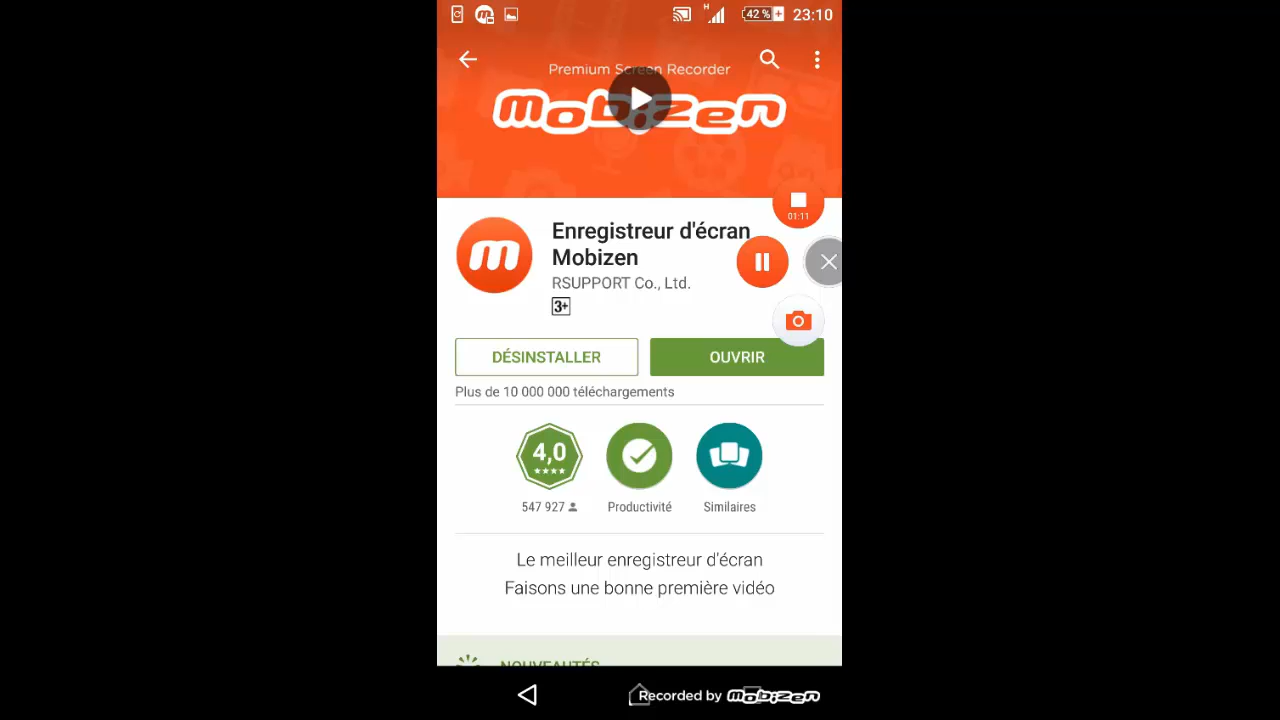 H
42 %
23:10
Premium Screen Recorder
mobizen
01:11
m
Enregistreur d'écran
Mobizen
RSUPPORT Co., Ltd.
3+
DÉSINSTALLER
OUVRIR
Plus de 10 000 000 téléchargements
4,0
547 927
Productivité
Similaires
Le meilleur enregistreur d'écran
Faisons une bonne première vidéo
NOUVEAUTÉS
Recorded by mobizen